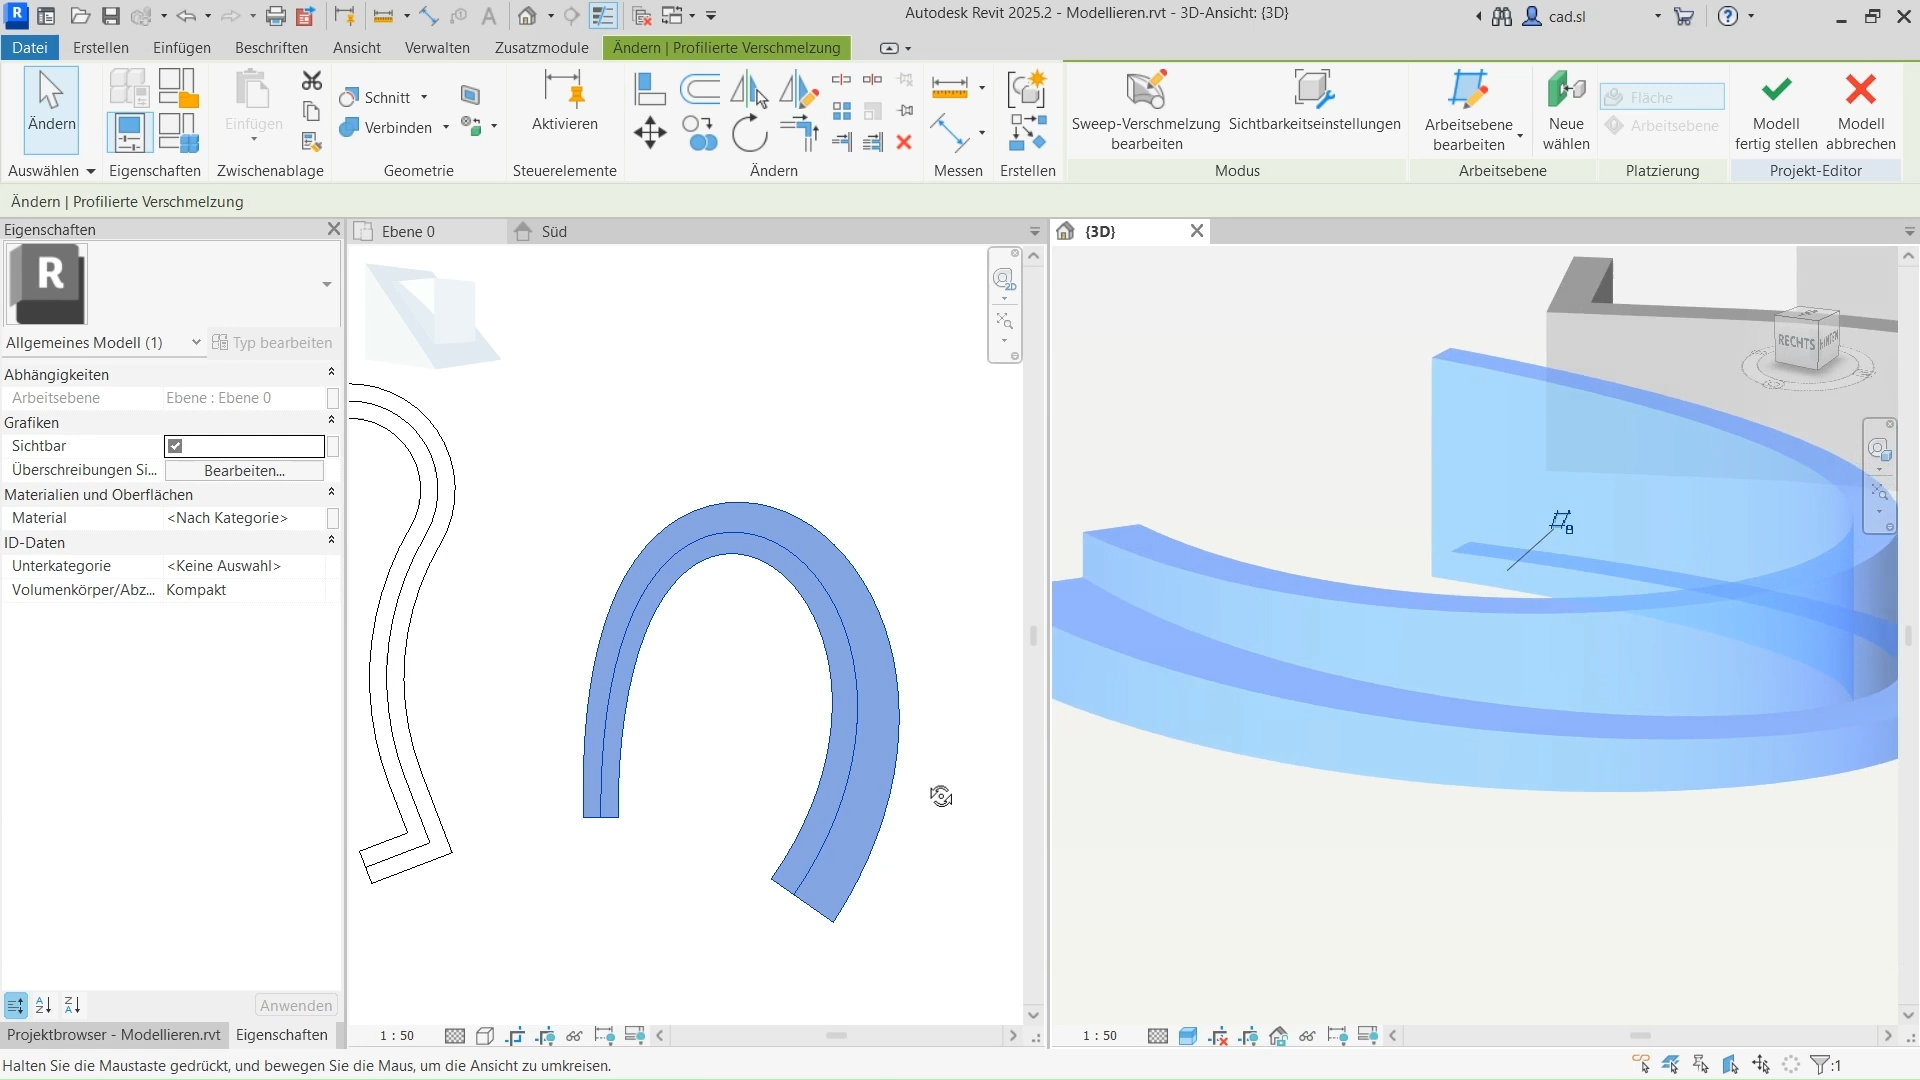 Autodesk Revit 2025.2 - Modellieren.rvt - 3D-Ansicht: {3D}
cad.sl
Datei
Erstellen
Einfügen
Beschriften
Ansicht
Verwalten
Zusatzmodule
Ändern | Profilierte Verschmelzung
Ändern
Einfügen
Schnitt
Verbinden
Aktivieren
Sweep-Verschmelzung
bearbeiten
Sichtbarkeitseinstellungen
Arbeitsebene
bearbeiten
Neue
wählen
Fläche
Arbeitsebene
Modell
fertig stellen
Modell
abbrechen
Auswählen
Eigenschaften
Zwischenablage
Geometrie
Steuerelemente
Ändern
Messen
Erstellen
Modus
Arbeitsebene
Platzierung
Projekt-Editor
Ändern | Profilierte Verschmelzung
Eigenschaften
Ebene 0
Süd
{3D}
R
Allgemeines Modell (1)
Typ bearbeiten
Abhängigkeiten
Arbeitsebene
Ebene : Ebene 0
Grafiken
Sichtbar
Überschreibungen Si...
Bearbeiten...
Materialien und Oberflächen
Material
<Nach Kategorie>
ID-Daten
Unterkategorie
<Keine Auswahl>
Volumenkörper/Abz...
Kompakt
2D
RECHTS
HINTEN
Anwenden
Projektbrowser - Modellieren.rvt
Eigenschaften
1 : 50
1 : 50
Halten Sie die Maustaste gedrückt, und bewegen Sie die Maus, um die Ansicht zu umkreisen.
:1